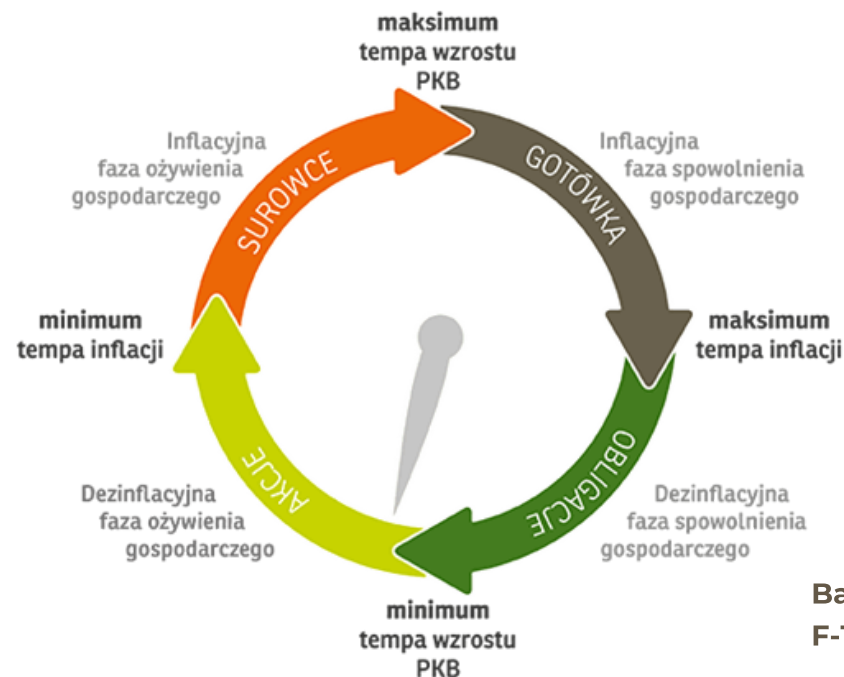 maksimum
tempa wzrostu
PKB
Inflacyjna
faza ożywienia
gospodarczego
SUROWCE
GOTÓWKA
Inflacyjna
faza spowolnienia
gospodarczego
minimum
tempa inflacji
maksimum
tempa inflacji
Dezinflacyjna
faza ożywienia
gospodarczego
AKCJE
OBLIGACJE
Dezinflacyjna
faza spowolnienia
gospodarczego
minimum
tempa wzrostu
PKB
Ba
F-